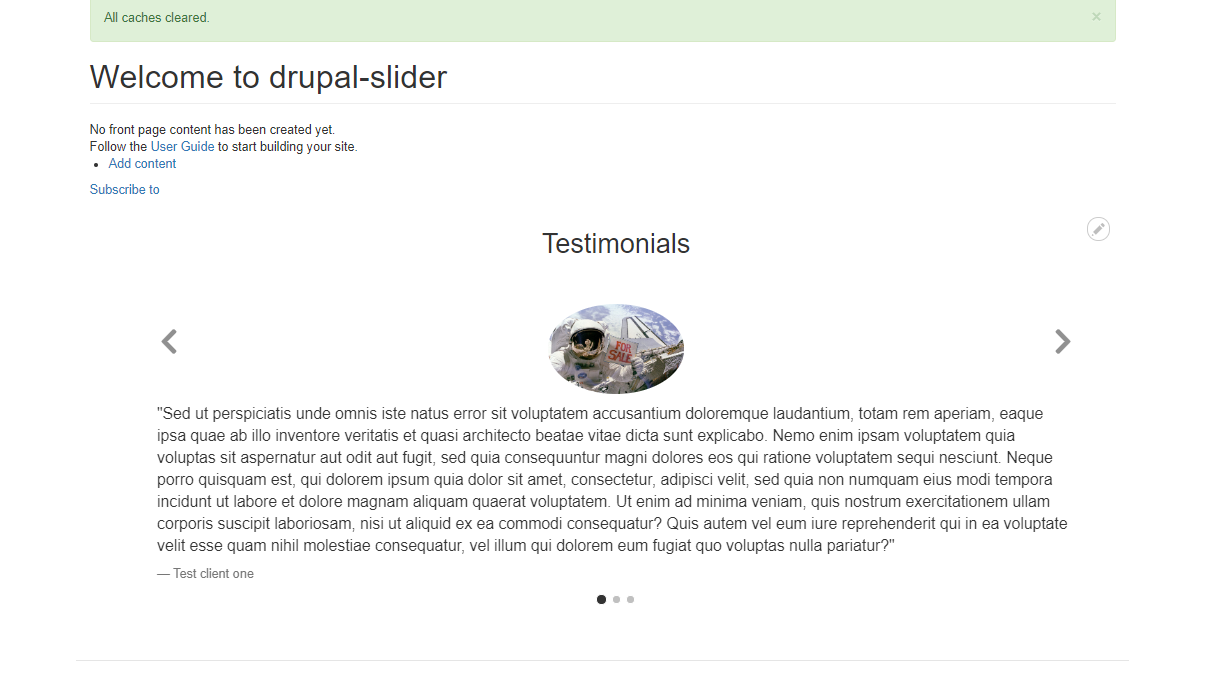 All caches cleared.
×
Welcome to drupal-slider
No front page content has been created yet.
Follow the User Guide to start building your site.
• Add content
Subscribe to
Testimonials
FOR
SALE
"Sed ut perspiciatis unde omnis iste natus error sit voluptatem accusantium doloremque laudantium, totam rem aperiam, eaque
ipsa quae ab illo inventore veritatis et quasi architecto beatae vitae dicta sunt explicabo. Nemo enim ipsam voluptatem quia
voluptas sit aspernatur aut odit aut fugit, sed quia consequuntur magni dolores eos qui ratione voluptatem sequi nesciunt. Neque
porro quisquam est, qui dolorem ipsum quia dolor sit amet, consectetur, adipisci velit, sed quia non numquam eius modi tempora
incidunt ut labore et dolore magnam aliquam quaerat voluptatem. Ut enim ad minima veniam, quis nostrum exercitationem ullam
corporis suscipit laboriosam, nisi ut aliquid ex ea commodi consequatur? Quis autem vel eum iure reprehenderit qui in ea voluptate
velit esse quam nihil molestiae consequatur, vel illum qui dolorem eum fugiat quo voluptas nulla pariatur?"
— Test client one